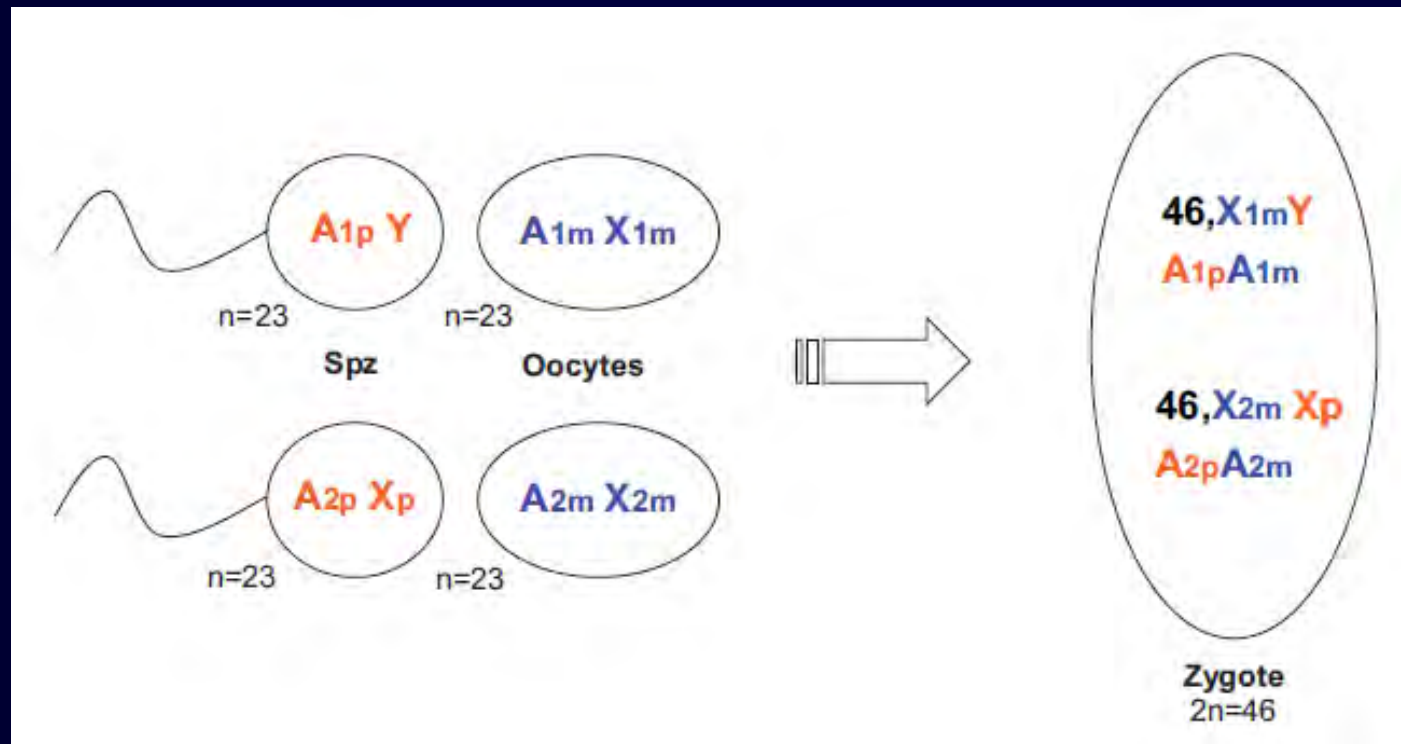 A1p Y
A1m X1m
n=23
n=23
Spz
Oocytes
A2p Xp
A2m X2m
n=23
n=23
46,X1mY
A1pA1m
46,X2m Xp
A2pA2m
Zygote
2n=46